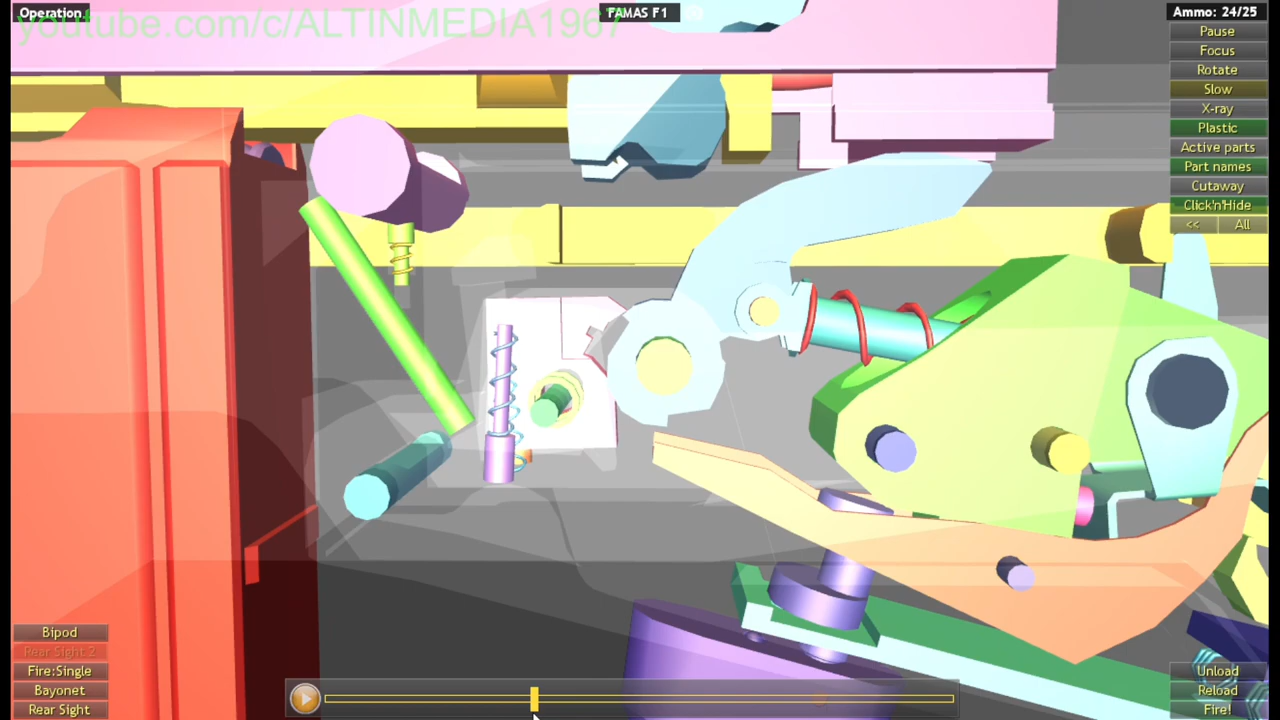 Operation
FAMAS F1
Ammo: 24/25
youtube.com/c/ALTINMEDIA1967
Pause
Focus
Rotate
Slow
X-ray
Plastic
Active parts
Part names
Cutaway
Click'n'Hide
<< All
Bipod
Rear Sight 2
Fire:Single
Bayonet
Rear Sight
Unload
Reload
Fire!